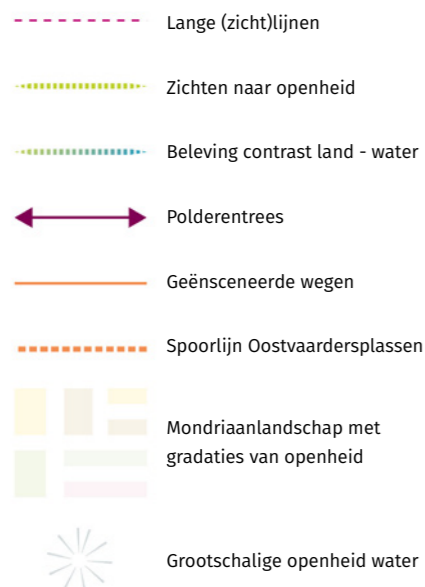 Lange (zicht)lijnen
Zichten naar openheid
Beleving contrast land - water
Polderentrees
Geënsceneerde wegen
Spoorlijn Oostvaardersplassen
Mondriaanlandschap met
gradaties van openheid
Grootschalige openheid water